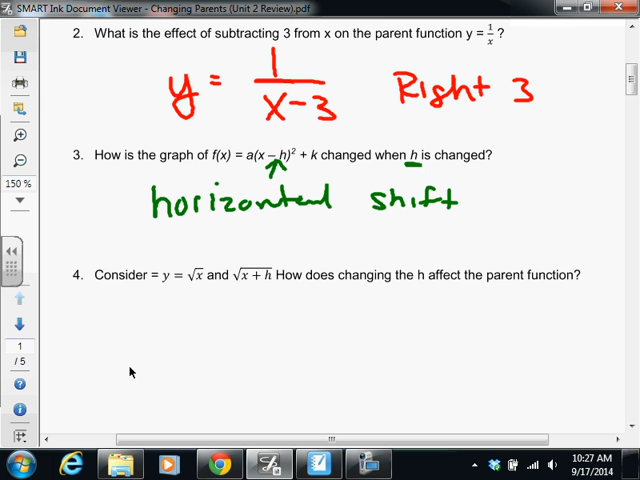 SMART Ink Document Viewer - Changing Parents (Unit 2 Review).pdf
2. What is the effect of subtracting 3 from x on the parent function y = 1/x ?
y = 1/(x-3) Right 3
3. How is the graph of f(x) = a(x – h)² + k changed when h is changed?
horizontal shift
150 %
4. Consider = y = √x and √(x + h) How does changing the h affect the parent function?
1
/ 5
10:27 AM
9/17/2014